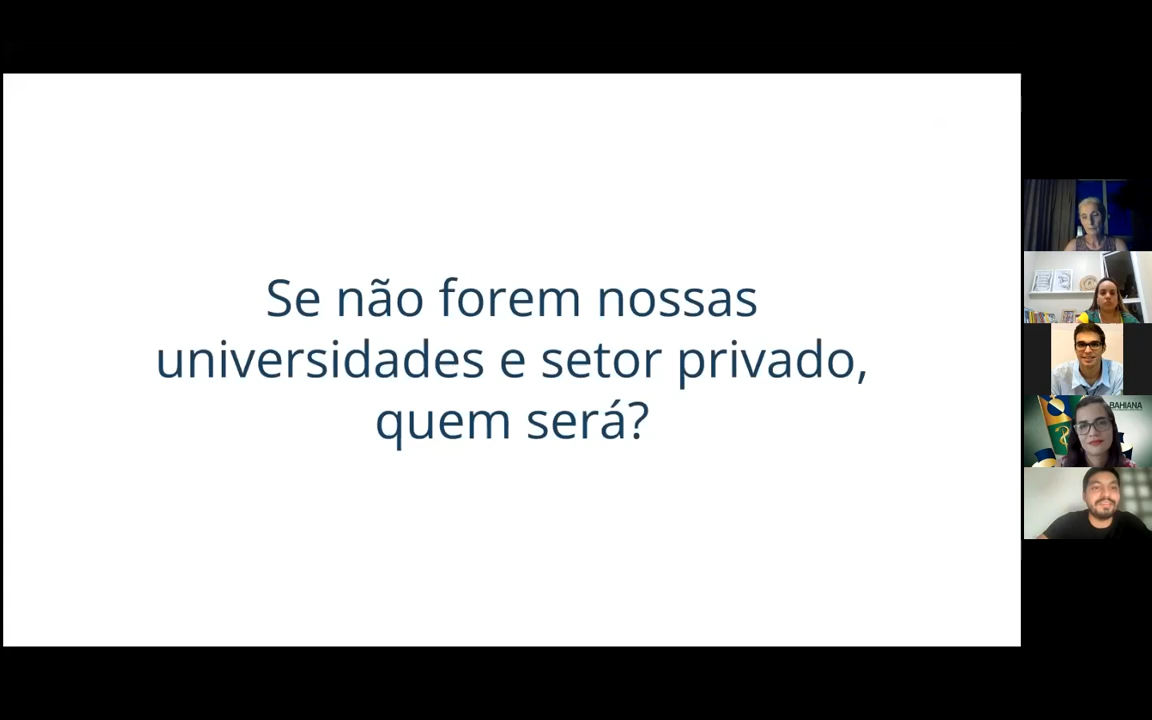 Se não forem nossas
universidades e setor privado,
quem será?
BAHIANA